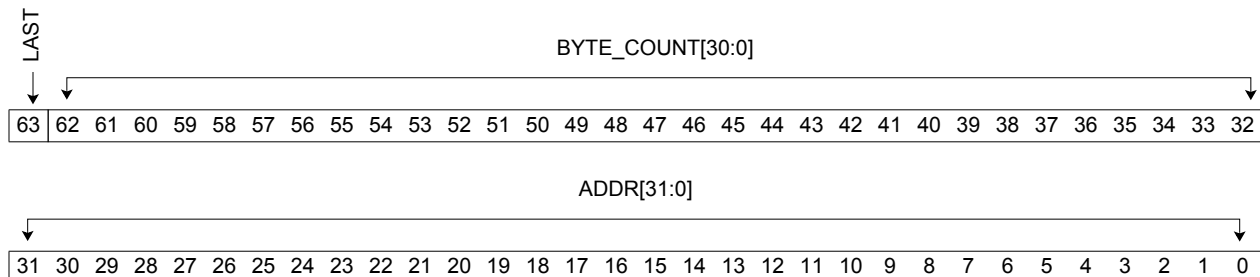 LAST
BYTE_COUNT[30:0]
63 62 61 60 59 58 57 56 55 54 53 52 51 50 49 48 47 46 45 44 43 42 41 40 39 38 37 36 35 34 33 32
ADDR[31:0]
31 30 29 28 27 26 25 24 23 22 21 20 19 18 17 16 15 14 13 12 11 10 9 8 7 6 5 4 3 2 1 0